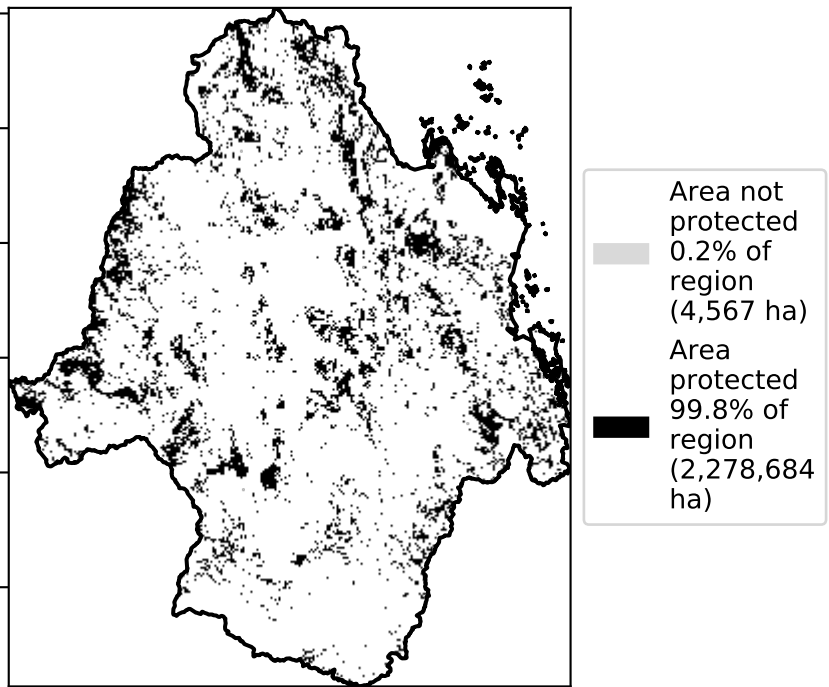 Area not
protected
0.2% of
region
(4,567 ha)
Area
protected
99.8% of
region
(2,278,684
ha)